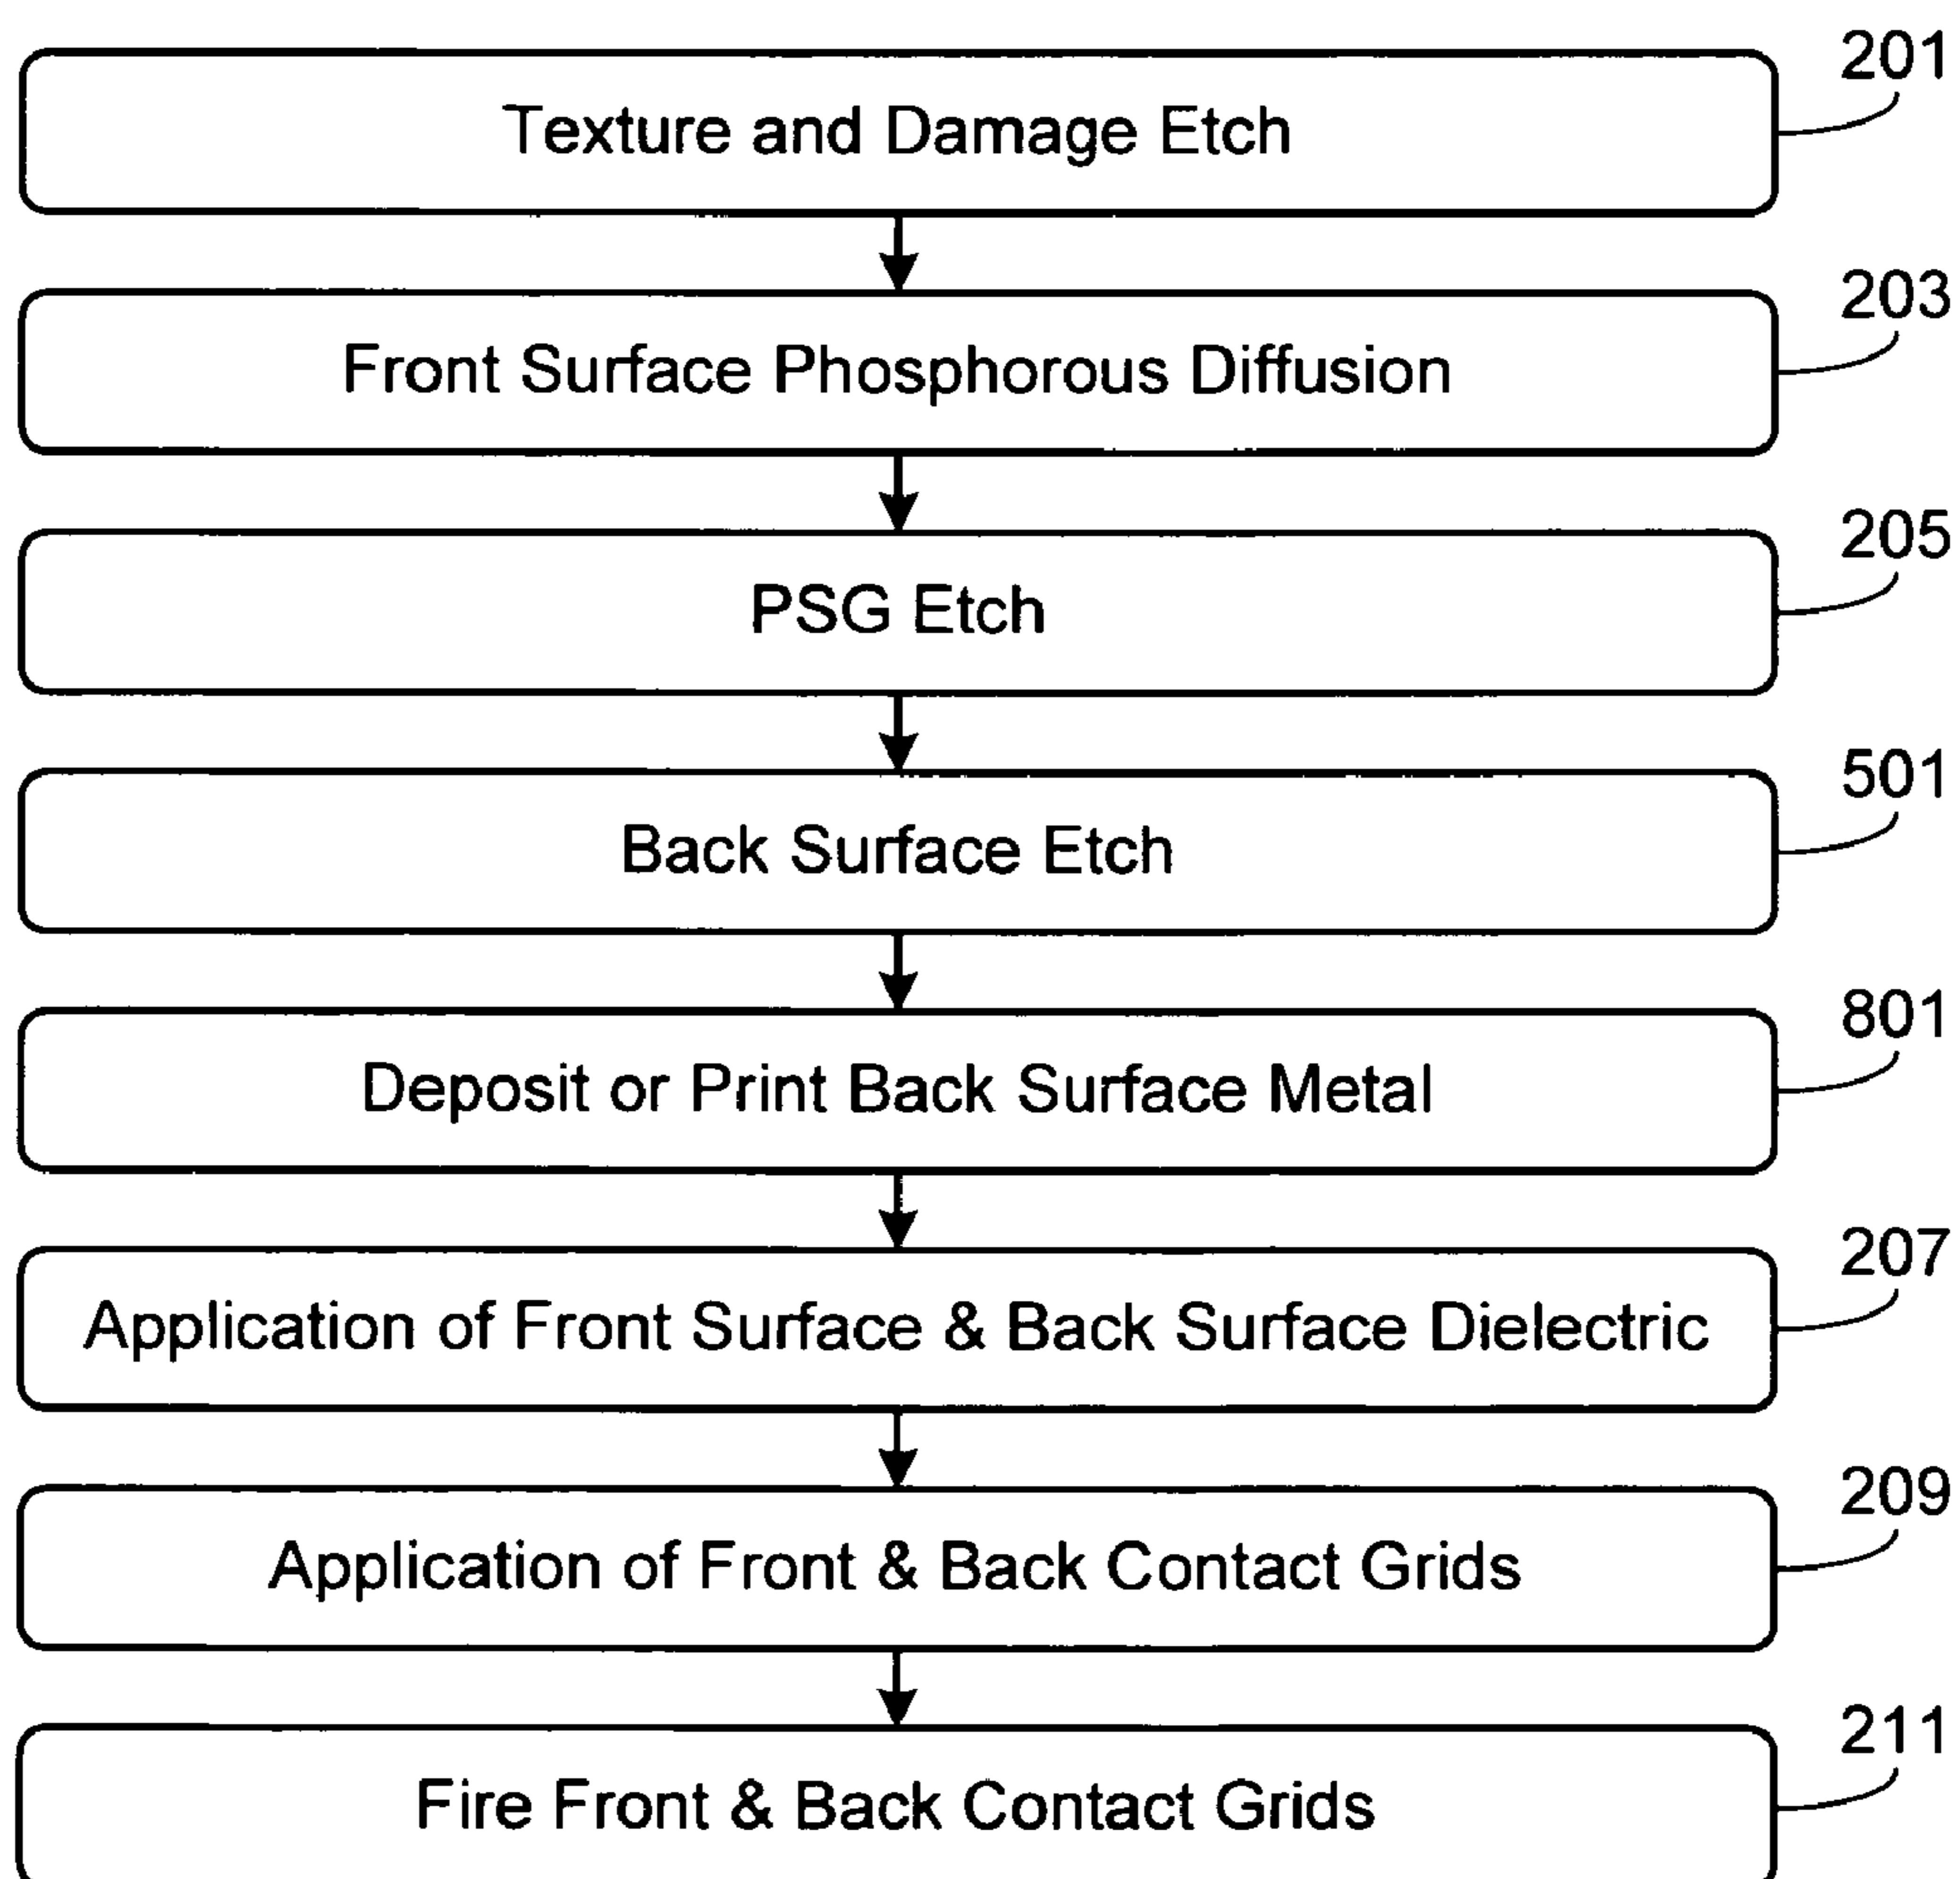 201
Texture and Damage Etch
203
Front Surface Phosphorous Diffusion
205
PSG Etch
501
Back Surface Etch
801
Deposit or Print Back Surface Metal
207
Application of Front Surface & Back Surface Dielectric
209
Application of Front & Back Contact Grids
211
Fire Front & Back Contact Grids